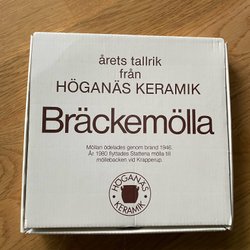 årets tallrik
från
HÖGANÄS KERAMIK
Bräckemölla
Möllan ödelades genom brand 1946.
År 1980 flyttades Stattena mölla till
möllebacken vid Krapperup.
HÖGANÄS
KERAMIK